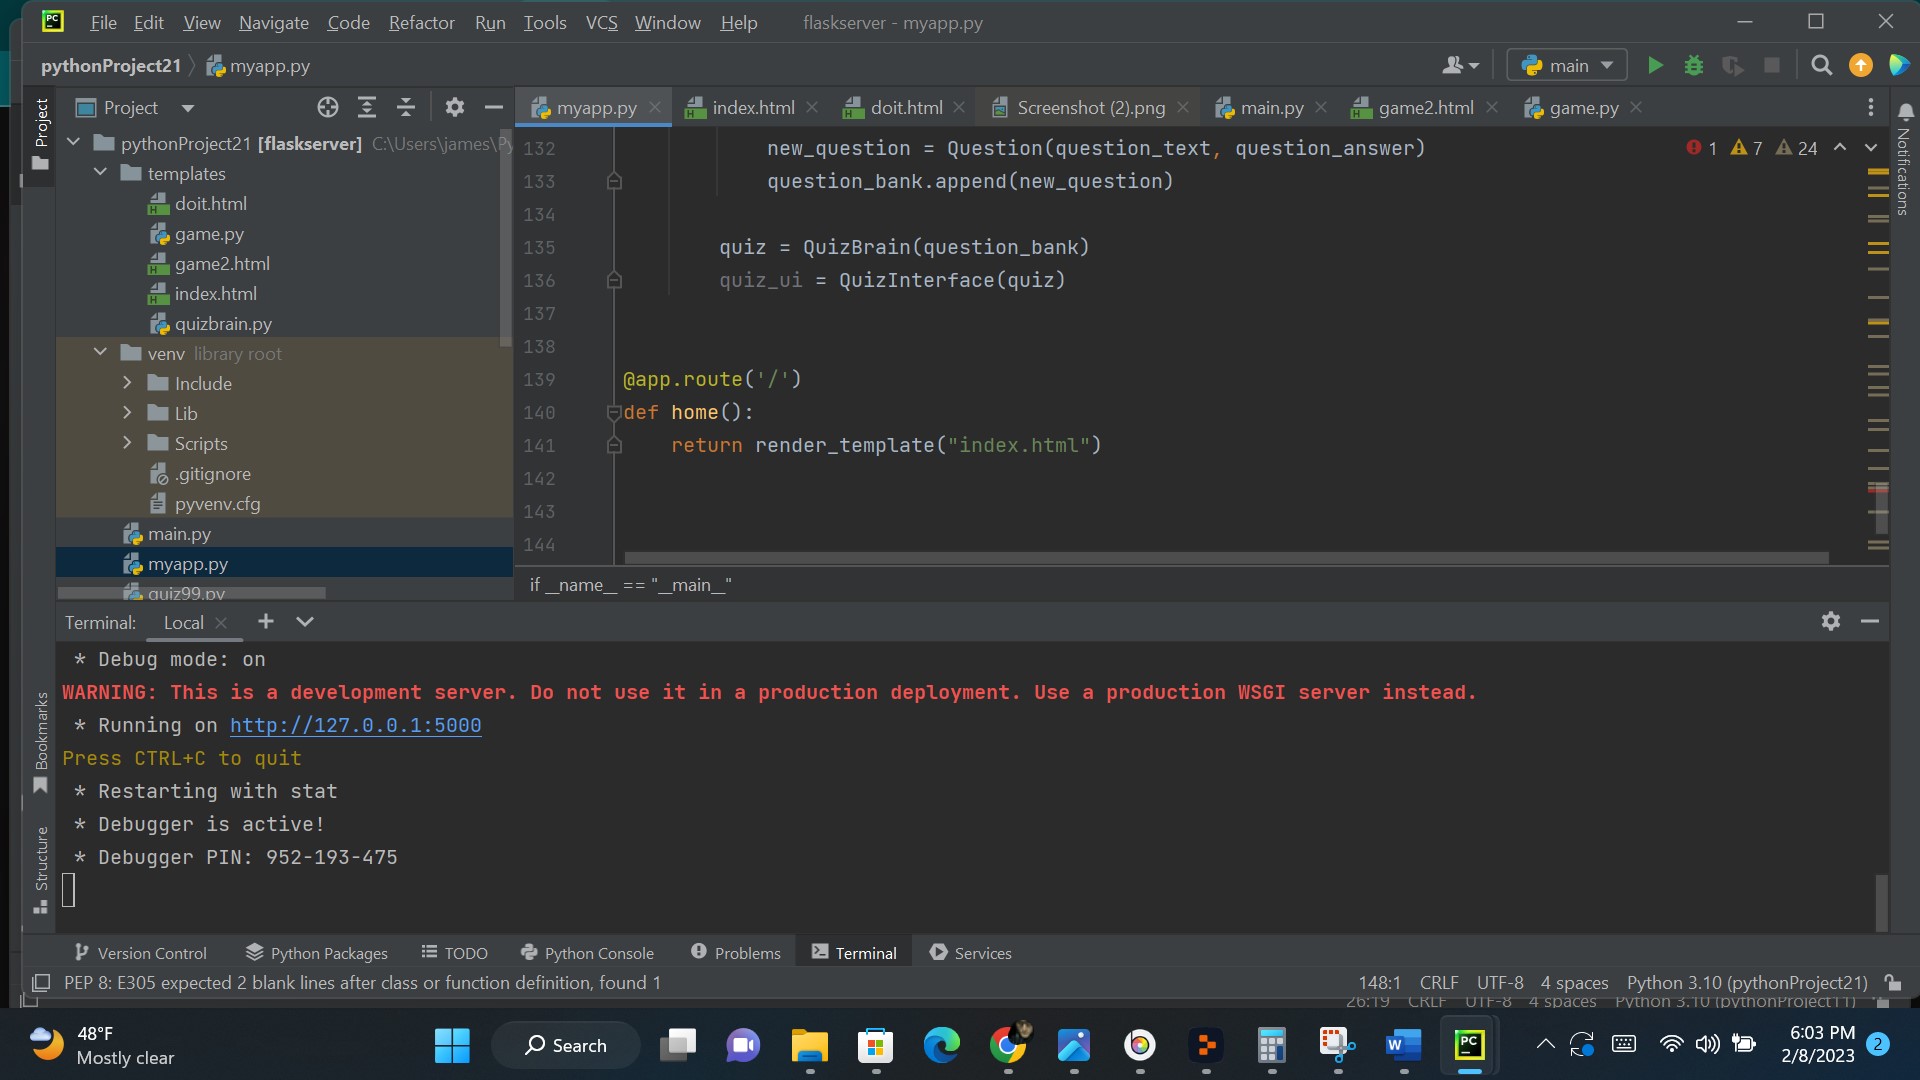 PC File Edit View Navigate Code Refactor Run Tools VCS Window Help flaskserver - myapp.py
pythonProject21 myapp.py main
Project
myapp.py index.html doit.html Screenshot (2).png main.py game2.html game.py
Project
pythonProject21 [flaskserver] C:\Users\james\Py
templates
doit.html
game.py
game2.html
index.html
quizbrain.py
venv library root
Include
Lib
Scripts
.gitignore
pyvenv.cfg
main.py
myapp.py
quiz99.py
132 new_question = Question(question_text, question_answer)
133 question_bank.append(new_question)
134
135 quiz = QuizBrain(question_bank)
136 quiz_ui = QuizInterface(quiz)
137
138
139 @app.route('/')
140 def home():
141 return render_template("index.html")
142
143
144
1 7 24
Notifications
if __name__ == "__main__"
Terminal: Local
* Debug mode: on
WARNING: This is a development server. Do not use it in a production deployment. Use a production WSGI server instead.
* Running on http://127.0.0.1:5000
Press CTRL+C to quit
* Restarting with stat
* Debugger is active!
* Debugger PIN: 952-193-475
Bookmarks
Structure
Version Control Python Packages TODO Python Console Problems Terminal Services
PEP 8: E305 expected 2 blank lines after class or function definition, found 1
148:1 CRLF UTF-8 4 spaces Python 3.10 (pythonProject21)
26:19 CRLF UTF-8 4 spaces Python 3.10 (pythonProject11)
48°F
Mostly clear
Search
W
PC
6:03 PM
2/8/2023
2